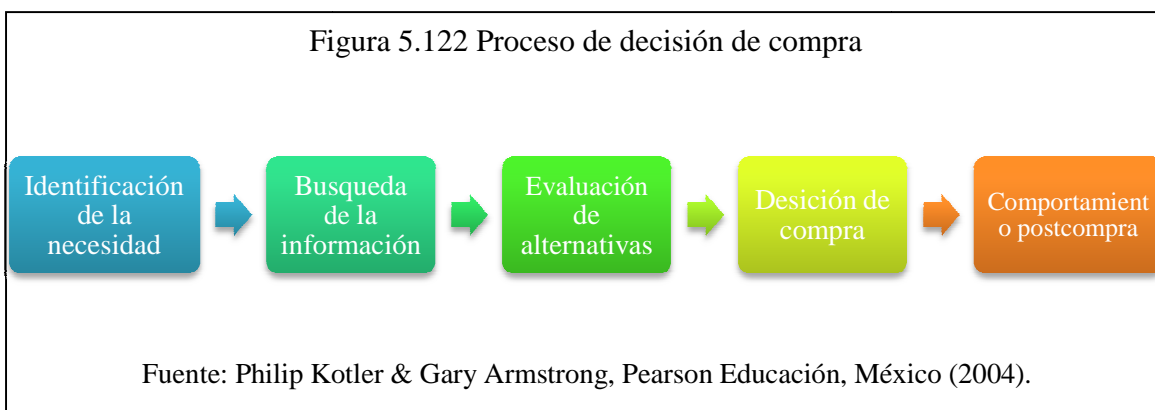 Figura 5.122 Proceso de decisión de compra
Identificación
de la
necesidad
Busqueda
de la
información
Evaluación
de
alternativas
Desición de
compra
Comportamient
o postcompra
Fuente: Philip Kotler & Gary Armstrong, Pearson Educación, México (2004).